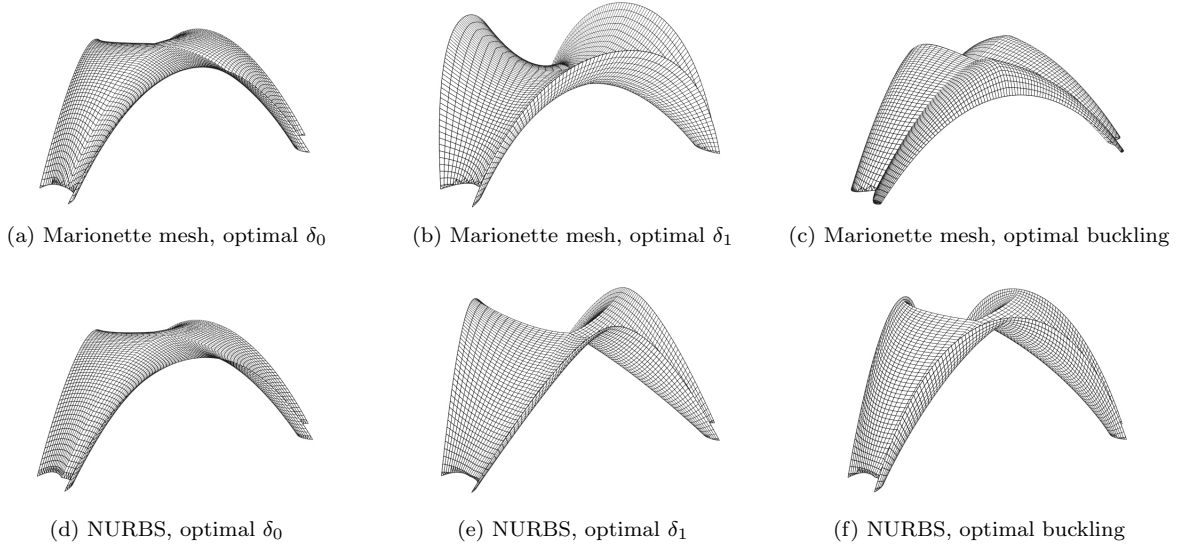 (a) Marionette mesh, optimal δ₀
(b) Marionette mesh, optimal δ₁
(c) Marionette mesh, optimal buckling
(d) NURBS, optimal δ₀
(e) NURBS, optimal δ₁
(f) NURBS, optimal buckling